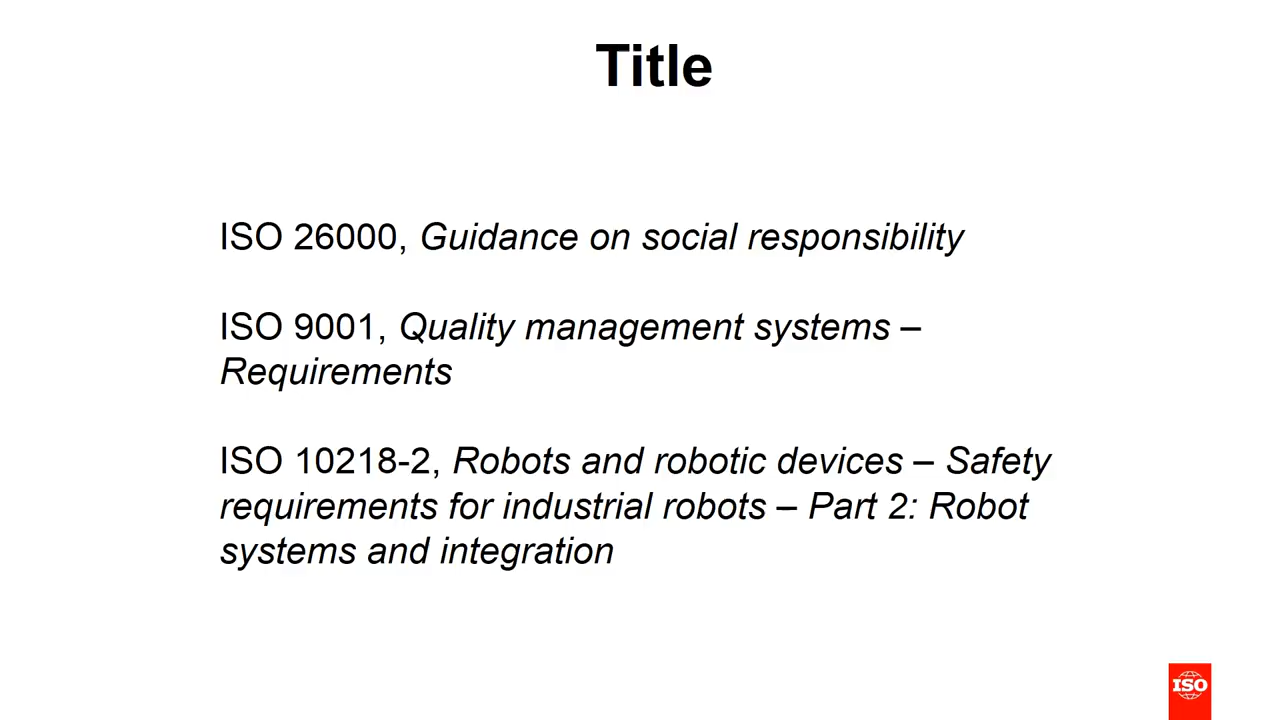 Title
ISO 26000, Guidance on social responsibility
ISO 9001, Quality management systems –
Requirements
ISO 10218-2, Robots and robotic devices – Safety
requirements for industrial robots – Part 2: Robot
systems and integration
ISO